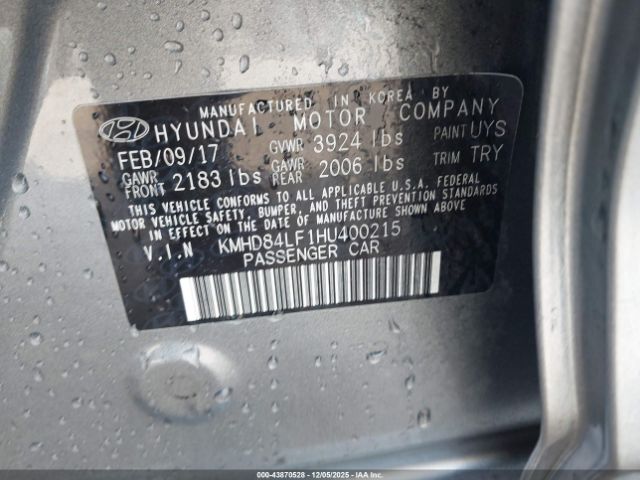 MANUFACTURED IN KOREA BY
HYUNDAI MOTOR COMPANY
FEB/09/17 GVWR 3924 lbs PAINT UYS
GAWR FRONT 2183 lbs GAWR REAR 2006 lbs TRIM TRY
THIS VEHICLE CONFORMS TO ALL APPLICABLE U.S.A. FEDERAL
MOTOR VEHICLE SAFETY, BUMPER, AND THEFT PREVENTION STANDARDS
IN EFFECT ON THE DATE OF MANUFACTURE SHOWN ABOVE.
V.I.N KMHD84LF1HU400215
PASSENGER CAR
000-43870528 - 12/05/2025 - IAA Inc. (NYSE: IAA)